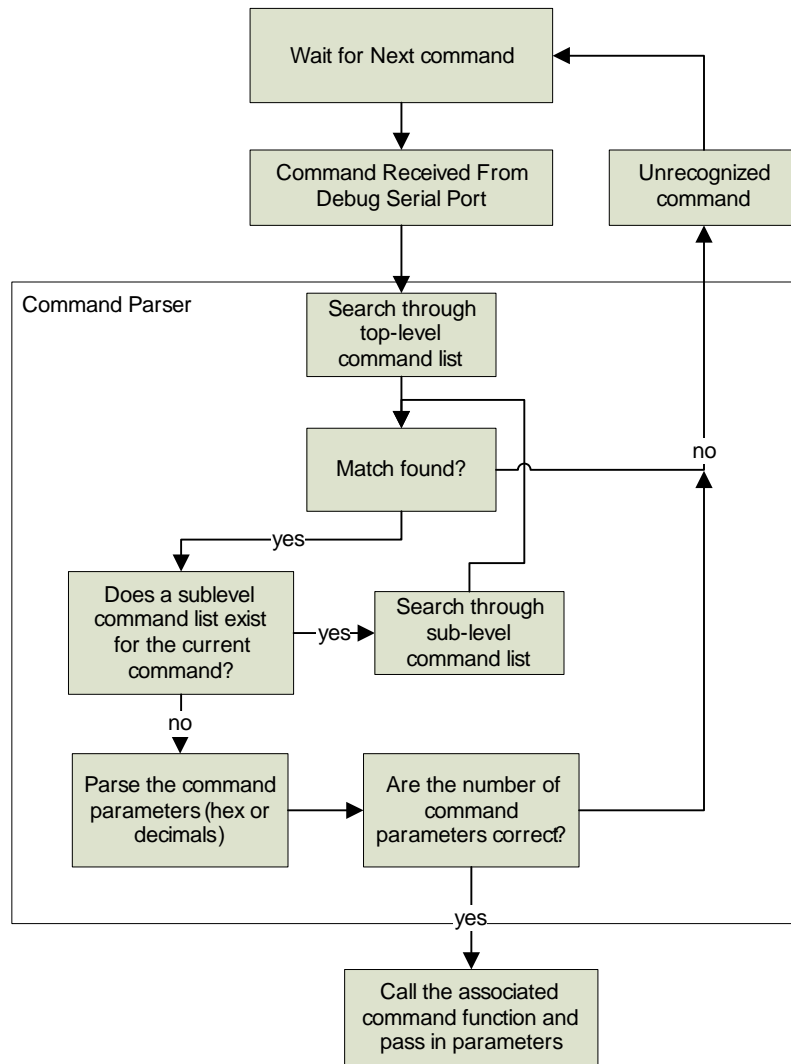 Wait for Next command
Command Received From
Debug Serial Port
Unrecognized
command
Command Parser
Search through
top-level
command list
Match found?
no
yes
Does a sublevel
command list exist
for the current
command?
yes
Search through
sub-level
command list
no
Parse the command
parameters (hex or
decimals)
Are the number of
command
parameters correct?
yes
Call the associated
command function and
pass in parameters